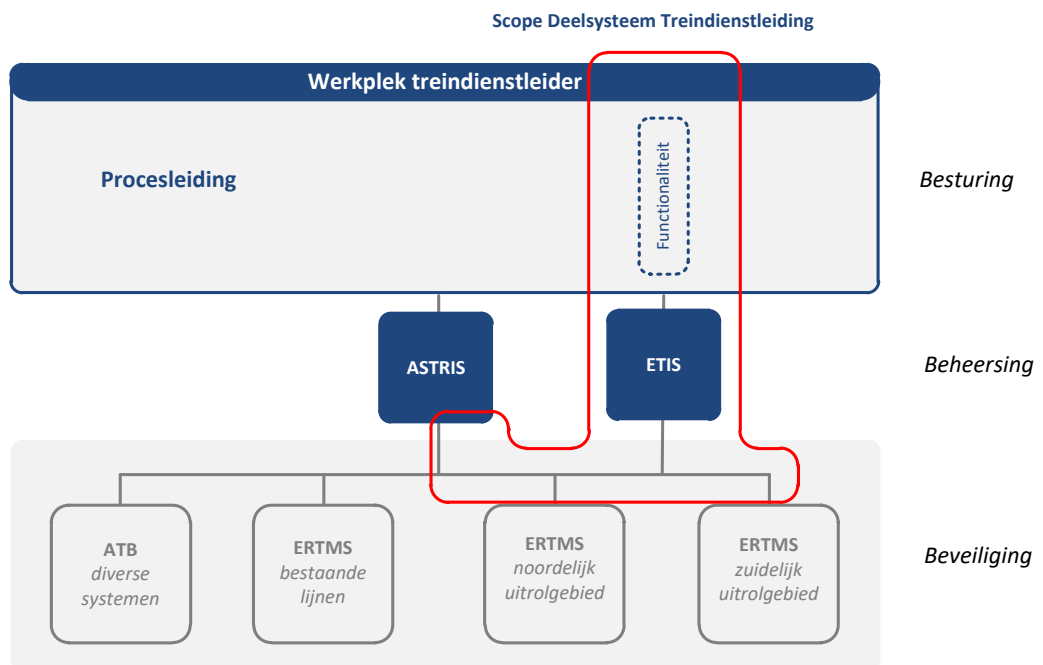 Scope Deelsysteem Treindienstleiding
Werkplek treindienstleider
Procesleiding
Functionaliteit
Besturing
ASTRIS
ETIS
Beheersing
ATB
diverse
systemen
ERTMS
bestaande
lijnen
ERTMS
noordelijk
uitrolgebied
ERTMS
zuidelijk
uitrolgebied
Beveiliging